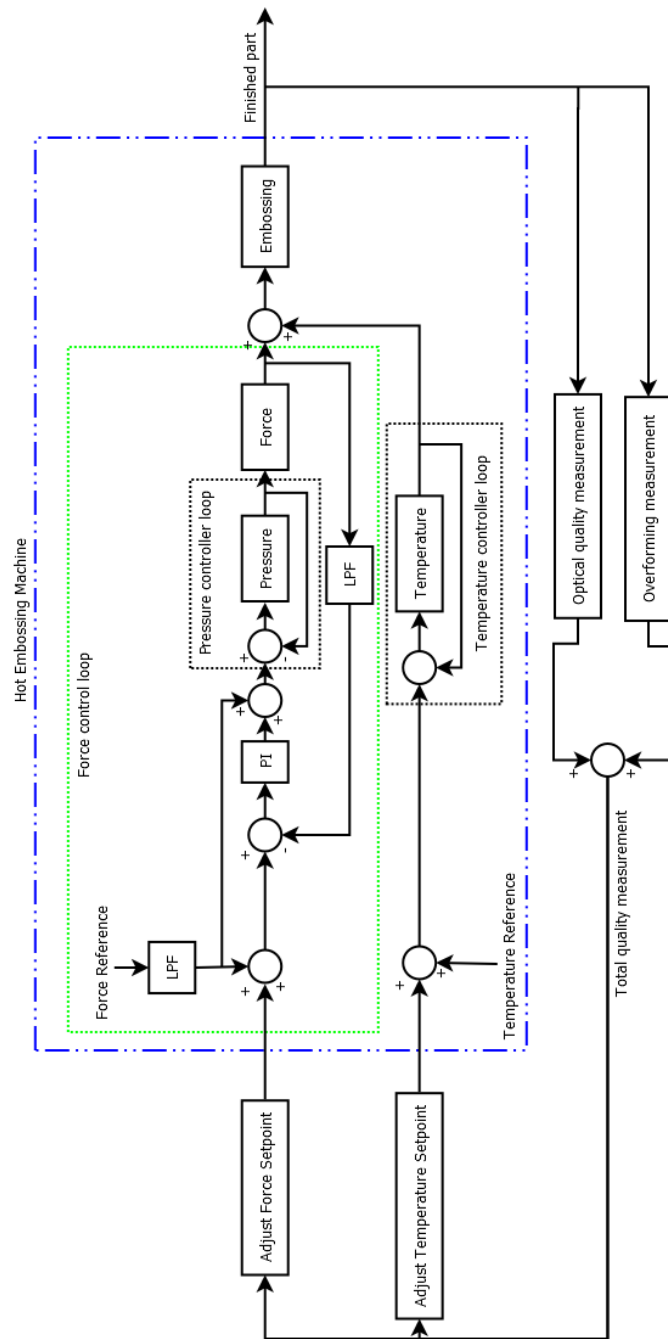 Hot Embossing Machine
Force control loop
Force Reference
LPF
Adjust Force Setpoint
+
+
+
-
PI
+
+
Pressure controller loop
+
-
Pressure
Force
LPF
+
+
Embossing
Finished part
Adjust Temperature Setpoint
+
+
Temperature Reference
Temperature
Temperature controller loop
Optical quality measurement
Overforming measurement
+
+
Total quality measurement